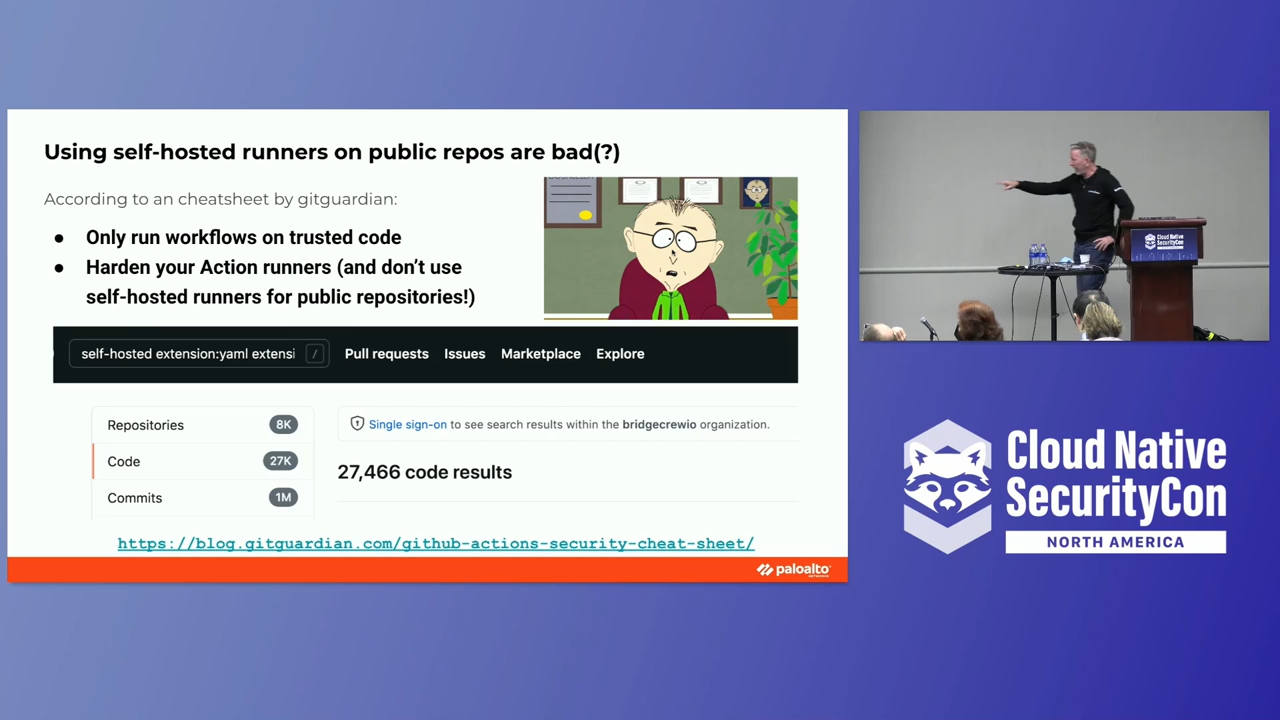 Using self-hosted runners on public repos are bad(?)
According to an cheatsheet by gitguardian:
● Only run workflows on trusted code
● Harden your Action runners (and don't use
self-hosted runners for public repositories!)
self-hosted extension:yaml extensi /
Pull requests Issues Marketplace Explore
Repositories 8K
Code 27K
Commits 1M
Single sign-on to see search results within the bridgecrewio organization.
27,466 code results
https://blog.gitguardian.com/github-actions-security-cheat-sheet/
paloalto
Cloud Native
SecurityCon
Cloud Native
SecurityCon
NORTH AMERICA